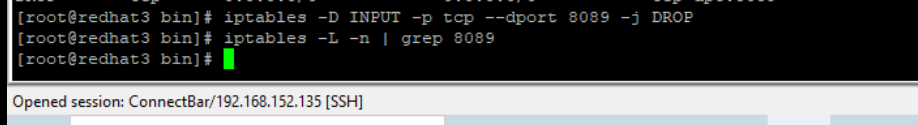 [root@redhat3 bin]# iptables -D INPUT -p tcp --dport 8089 -j DROP
[root@redhat3 bin]# iptables -L -n | grep 8089
[root@redhat3 bin]#
Opened session: ConnectBar/192.168.152.135 [SSH]